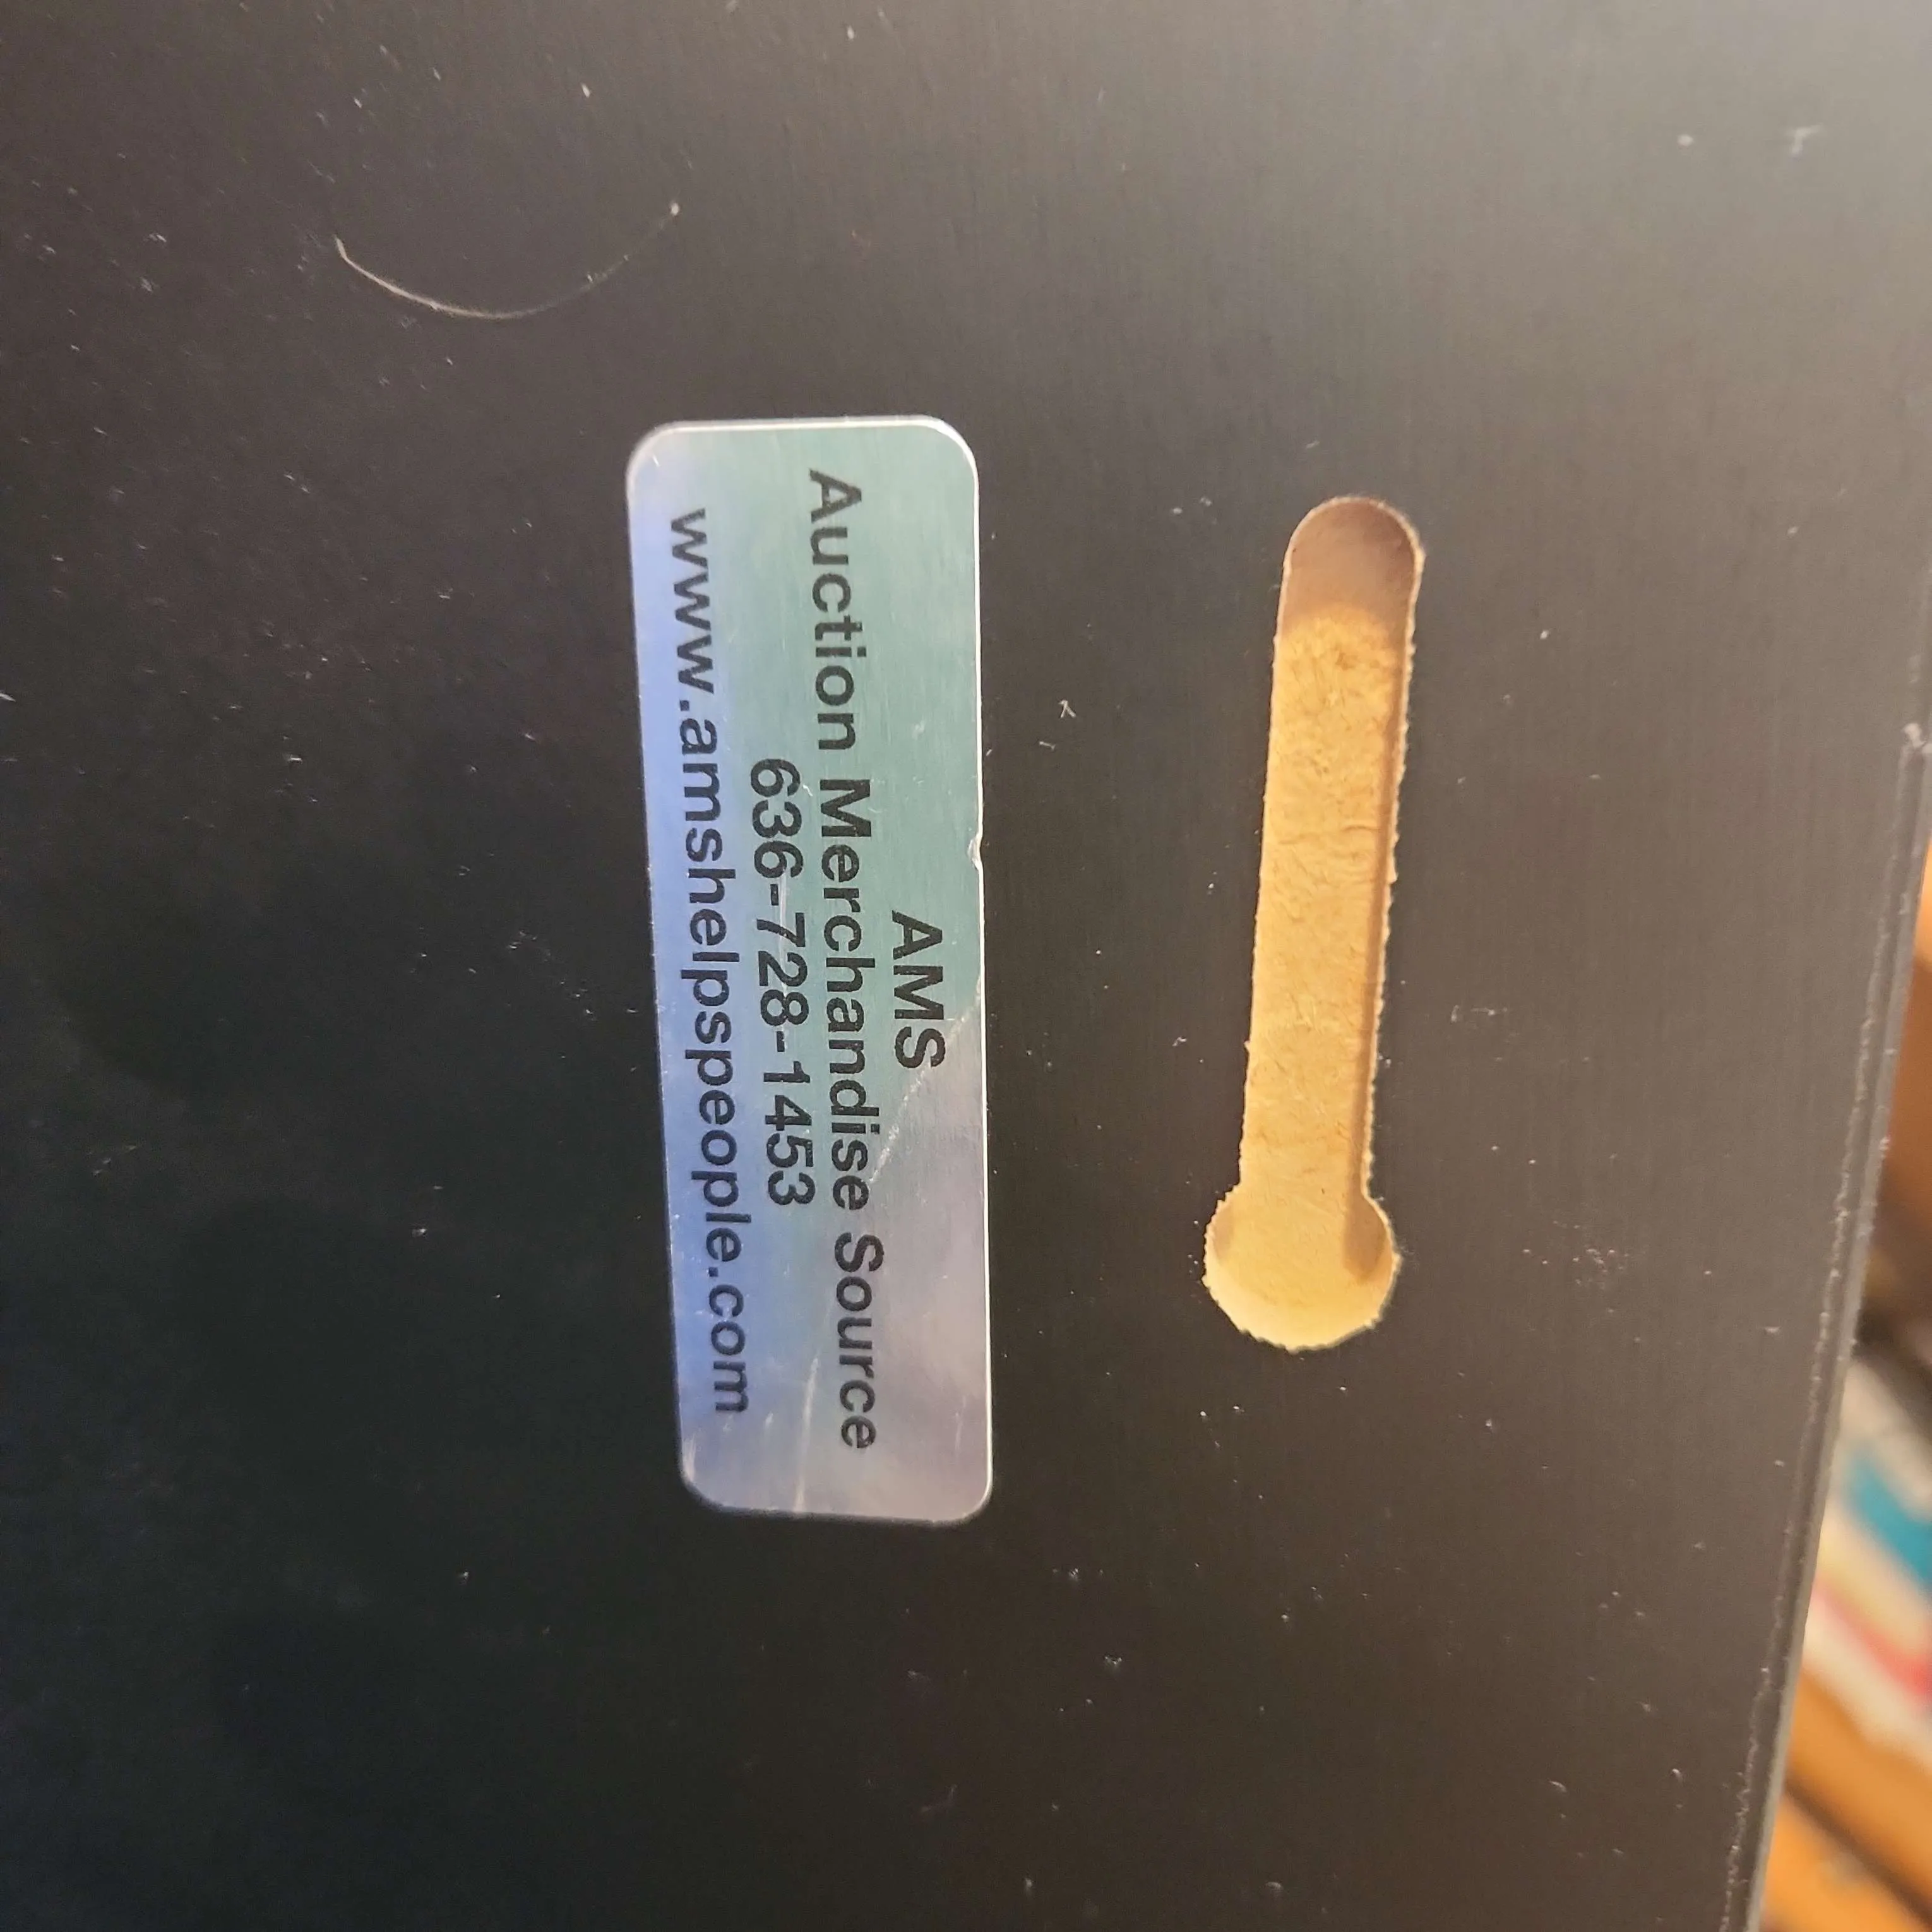 AMS
Auction Merchandise Source
636-728-1453
www.amshelpspeople.com